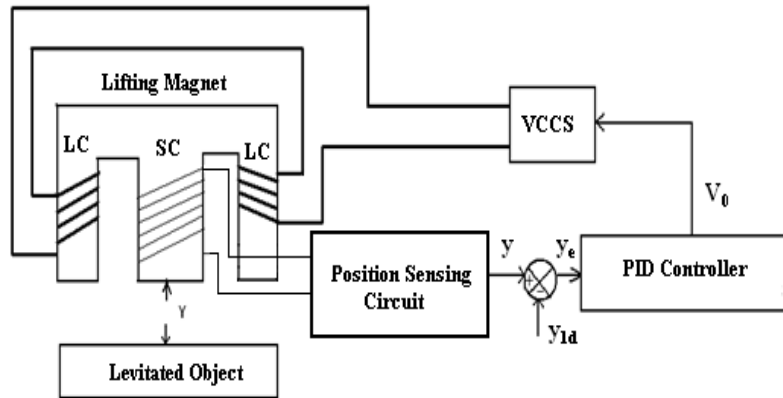 Lifting Magnet
LC
SC
LC
VCCS
V₀
Position Sensing
Circuit
y
+
−
yₑ
y1d
PID Controller
Y
Levitated Object